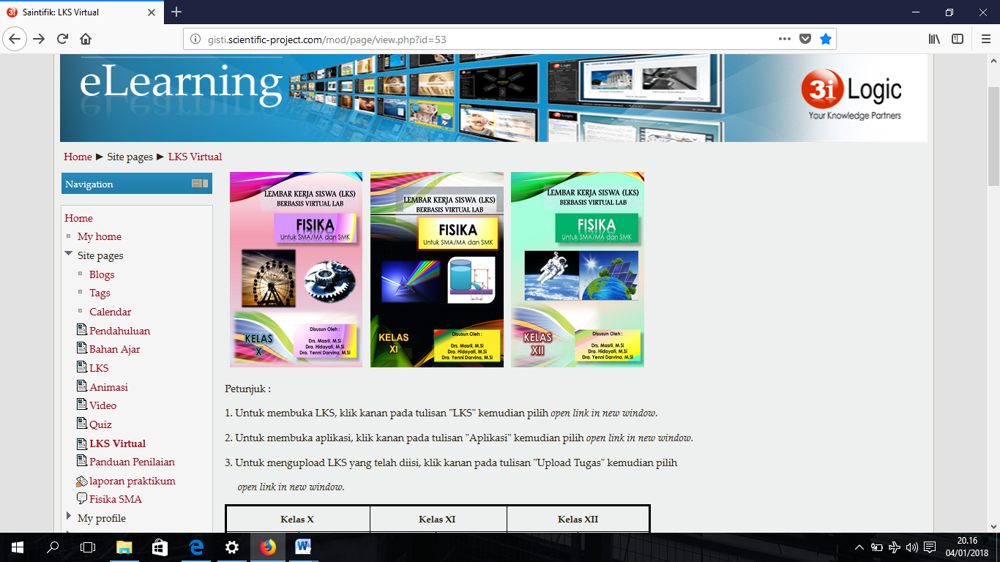 Saintifik: LKS Virtual
gisti.scientific-project.com/mod/page/view.php?id=53
eLearning
3i Logic
Your Knowledge Partners
Home ► Site pages ► LKS Virtual
Navigation
Home
My home
Site pages
Blogs
Tags
Calendar
Pendahuluan
Bahan Ajar
LKS
Animasi
Video
Quiz
LKS Virtual
Panduan Penilaian
laporan praktikum
Fisika SMA
My profile
LEMBAR KERJA SISWA (LKS)
BERBASIS VIRTUAL LAB
FISIKA
Untuk SMA/MA dan SMK
KELAS
X
Disusun Oleh :
Drs. Masril, M.Si
Dra. Hidayati, M.Si
Dra. Yenni Darvina, M.Si
LEMBAR KERJA SISWA (LKS)
BERBASIS VIRTUAL LAB
FISIKA
Untuk SMA/MA dan SMK
KELAS
XI
Disusun Oleh :
Drs. Masril, M.Si
Dra. Hidayati, M.Si
Dra. Yenni Darvina, M.Si
LEMBAR KERJA SISWA (LKS)
BERBASIS VIRTUAL LAB
FISIKA
Untuk SMA/MA dan SMK
KELAS
XII
Disusun Oleh :
Drs. Masril, M.Si
Dra. Hidayati, M.Si
Dra. Yenni Darvina, M.Si
Petunjuk :
1. Untuk membuka LKS, klik kanan pada tulisan "LKS" kemudian pilih open link in new window.
2. Untuk membuka aplikasi, klik kanan pada tulisan "Aplikasi" kemudian pilih open link in new window.
3. Untuk mengupload LKS yang telah diisi, klik kanan pada tulisan "Upload Tugas" kemudian pilih
open link in new window.
Kelas X Kelas XI Kelas XII
20.16
04/01/2018